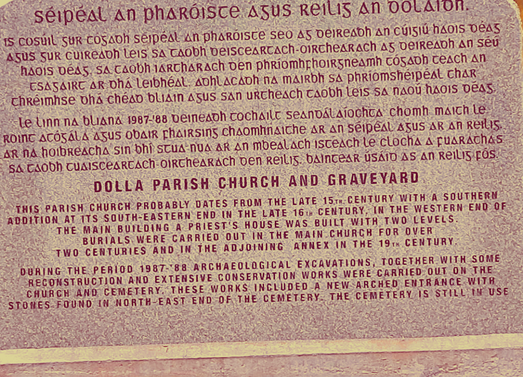 séipéal an pharóiste agus reilig an dolaidh.
is cosúil gur cogadh séipéal an pharóiste seo ag deireadh an cúigiú haois déag
agus gur cuireadh leis sa taobh deisceartach-oirchearach ag deireadh an séú
haois déag. sa taobh iartharach den phríomhfhoirgneamh cógadh teach an
tsagairt ar dhá leibhéal. adhlacadh na mairbh sa phríomhshéipéal thar
thréimhse dhá chéad bliain agus san urtheach taobh leis sa naoú haois déag.
le linn na bliana 1987-'88 deineadh tochailt seandálaíochta chomh maith le
roinnt atógála agus obair fhairsing chaomhnaithe ar an séipéal agus ar an reilig.
ar na hoibreacha sin bhí stua nua ar an mbealach isteach le clocha a fuarachas
sa taobh tuaisceartach-oirchearach den reilig. baintear úsáid as an reilig fós.
DOLLA PARISH CHURCH AND GRAVEYARD
THIS PARISH CHURCH PROBABLY DATES FROM THE LATE 15TH CENTURY WITH A SOUTHERN
ADDITION AT ITS SOUTH-EASTERN END IN THE LATE 16TH CENTURY, IN THE WESTERN END OF
THE MAIN BUILDING A PRIEST'S HOUSE WAS BUILT WITH TWO LEVELS.
BURIALS WERE CARRIED OUT IN THE MAIN CHURCH FOR OVER
TWO CENTURIES AND IN THE ADJOINING ANNEX IN THE 19TH CENTURY.
DURING THE PERIOD 1987-'88 ARCHAEOLOGICAL EXCAVATIONS, TOGETHER WITH SOME
RECONSTRUCTION AND EXTENSIVE CONSERVATION WORKS WERE CARRIED OUT ON THE
CHURCH AND CEMETERY. THESE WORKS INCLUDED A NEW ARCHED ENTRANCE WITH
STONES FOUND IN NORTH-EAST END OF THE CEMETERY. THE CEMETERY IS STILL IN USE